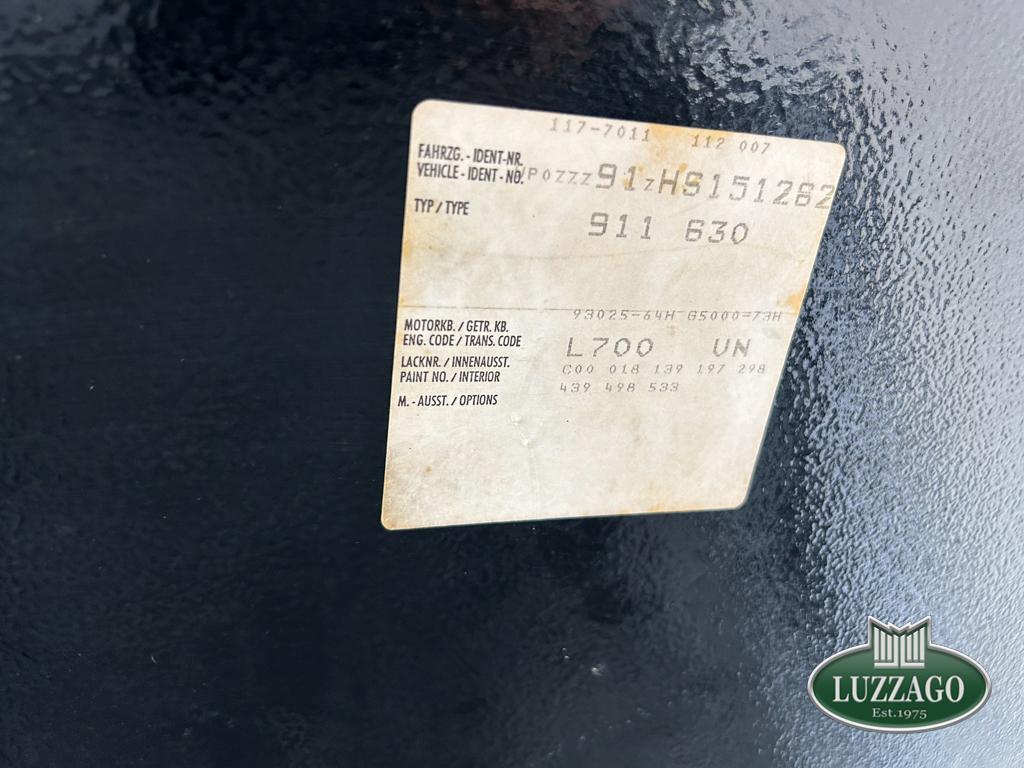 117-7011 112 007
FAHRZG. - IDENT-NR.
VEHICLE - IDENT - NO. P0ZZZ91ZHS151282
TYP / TYPE
911 630
93025-64H G5000-73H
MOTORKB. / GETR. KB.
ENG. CODE / TRANS. CODE
L700 UN
LACKNR. / INNENAUSST.
PAINT NO. / INTERIOR
C00 018 139 197 298
439 498 533
M. - AUSST. / OPTIONS
LUZZAGO
Est.1975